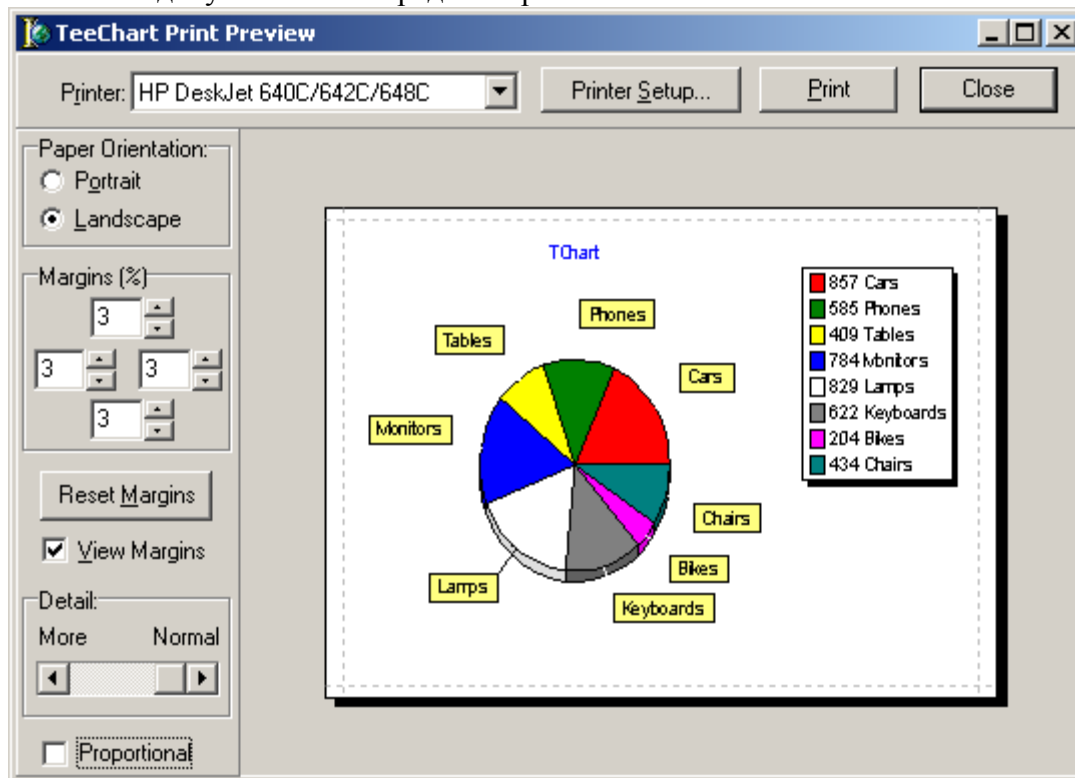 TeeChart Print Preview
Printer: HP DeskJet 640C/642C/648C Printer Setup... Print Close
Paper Orientation:
Portrait
Landscape
Margins (%)
3
3 3
3
Reset Margins
View Margins
Detail:
More Normal
Proportional
TChart
Phones
Tables
Cars
Monitors
Chairs
Bikes
Lamps
Keyboards
857 Cars
585 Phones
409 Tables
784 Monitors
829 Lamps
622 Keyboards
204 Bikes
434 Chairs